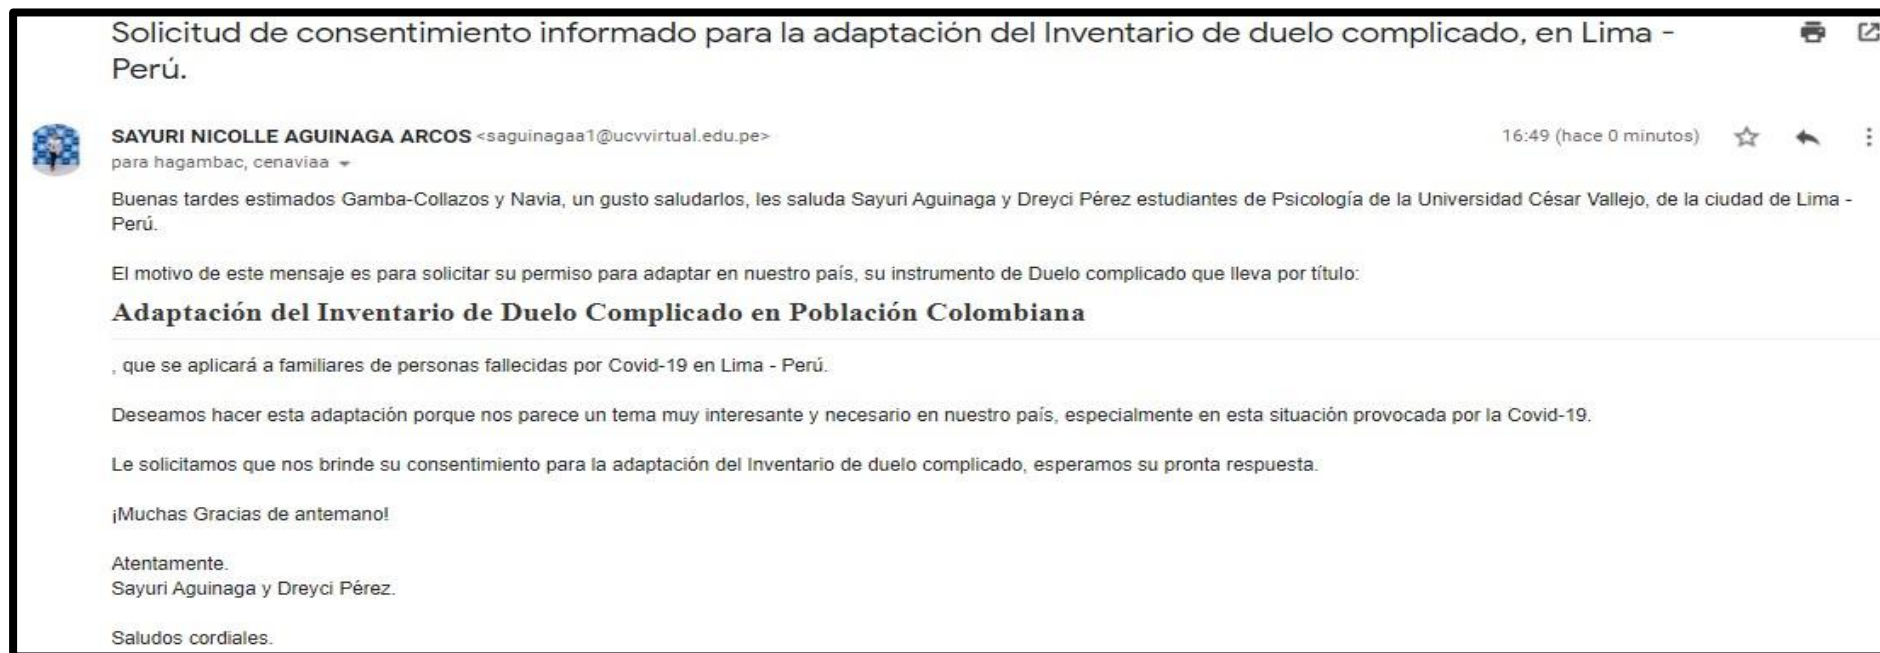 Solicitud de consentimiento informado para la adaptación del Inventario de duelo complicado, en Lima -
Perú.
SAYURI NICOLLE AGUINAGA ARCOS <saguinagaa1@ucvvirtual.edu.pe>
16:49 (hace 0 minutos)
para hagambac, cenaviaa
Buenas tardes estimados Gamba-Collazos y Navia, un gusto saludarlos, les saluda Sayuri Aguinaga y Dreyci Pérez estudiantes de Psicología de la Universidad César Vallejo, de la ciudad de Lima -
Perú.
El motivo de este mensaje es para solicitar su permiso para adaptar en nuestro país, su instrumento de Duelo complicado que lleva por título:
Adaptación del Inventario de Duelo Complicado en Población Colombiana
, que se aplicará a familiares de personas fallecidas por Covid-19 en Lima - Perú.
Deseamos hacer esta adaptación porque nos parece un tema muy interesante y necesario en nuestro país, especialmente en esta situación provocada por la Covid-19.
Le solicitamos que nos brinde su consentimiento para la adaptación del Inventario de duelo complicado, esperamos su pronta respuesta.
¡Muchas Gracias de antemano!
Atentamente.
Sayuri Aguinaga y Dreyci Pérez.
Saludos cordiales.